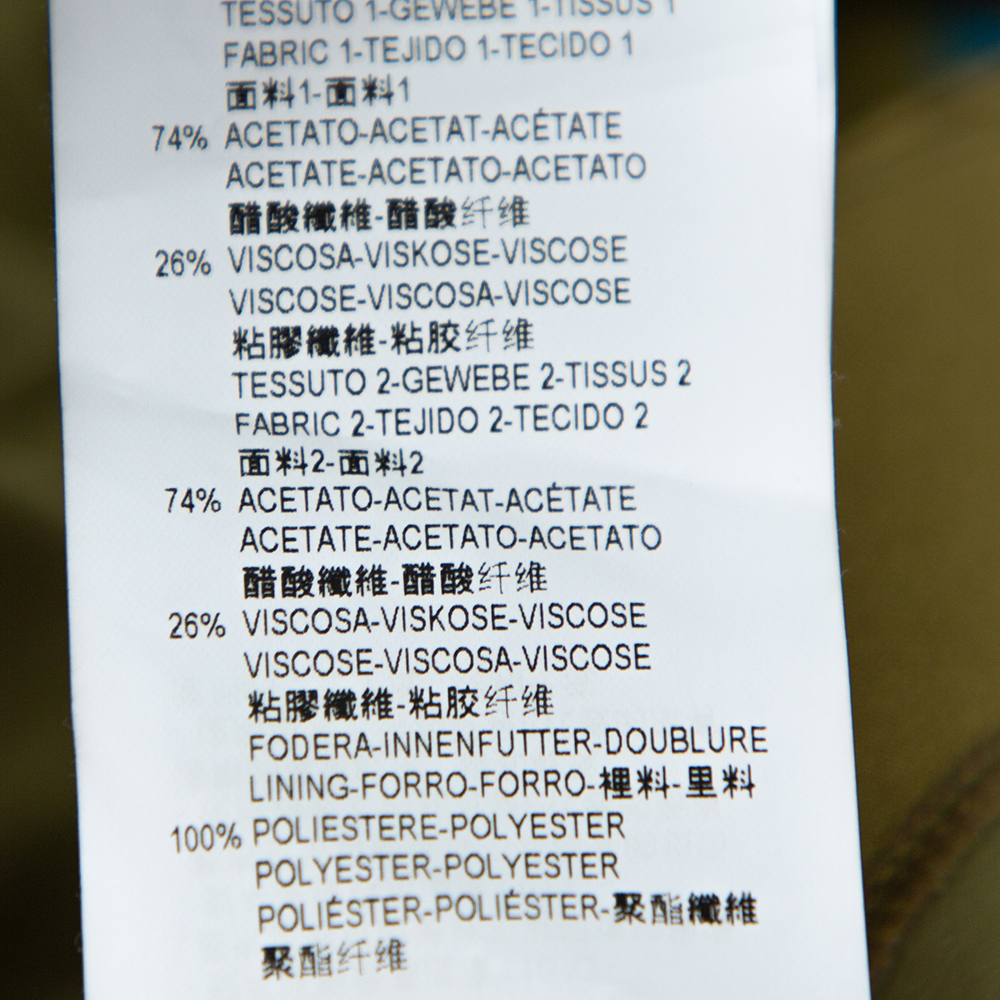 TESSUTO 1-GEWEBE 1-TISSUS 1
FABRIC 1-TEJIDO 1-TECIDO 1
面料1-面料1
74% ACETATO-ACETAT-ACÉTATE
ACETATE-ACETATO-ACETATO
醋酸纖維-醋酸纤维
26% VISCOSA-VISKOSE-VISCOSE
VISCOSE-VISCOSA-VISCOSE
粘膠纖維-粘胶纤维
TESSUTO 2-GEWEBE 2-TISSUS 2
FABRIC 2-TEJIDO 2-TECIDO 2
面料2-面料2
74% ACETATO-ACETAT-ACÉTATE
ACETATE-ACETATO-ACETATO
醋酸纖維-醋酸纤维
26% VISCOSA-VISKOSE-VISCOSE
VISCOSE-VISCOSA-VISCOSE
粘膠纖維-粘胶纤维
FODERA-INNENFUTTER-DOUBLURE
LINING-FORRO-FORRO-裡料-里料
100% POLIESTERE-POLYESTER
POLYESTER-POLYESTER
POLIÉSTER-POLIÉSTER-聚酯纖維
聚酯纤维